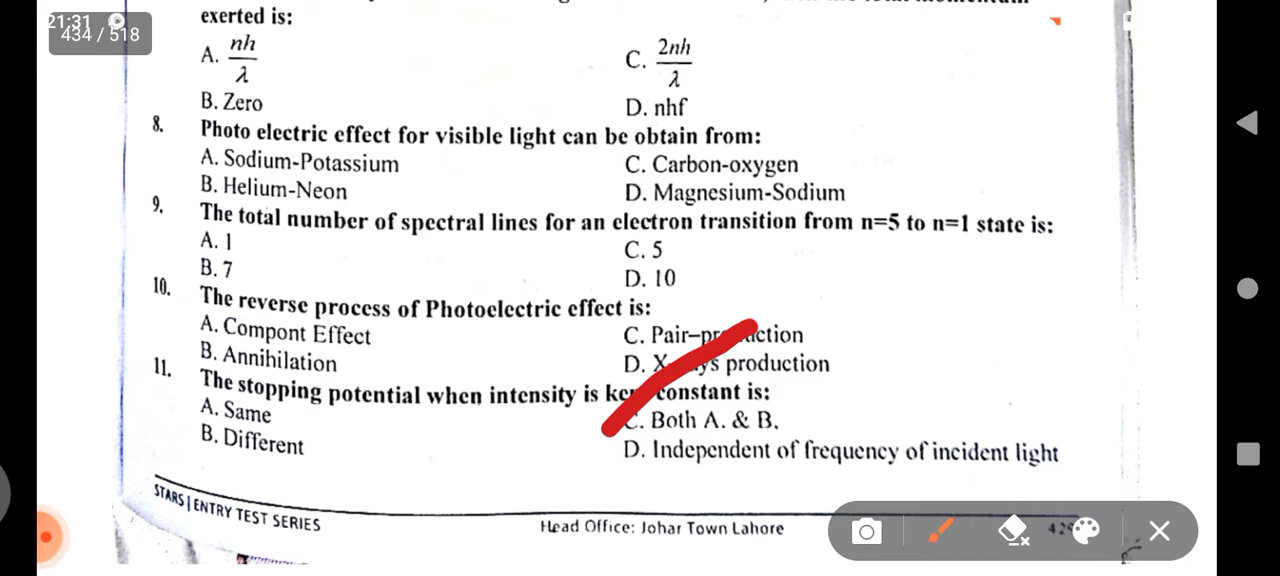 21:31
434 / 518
exerted is:
A. nh/λ
C. 2nh/λ
B. Zero
D. nhf
8. Photo electric effect for visible light can be obtain from:
A. Sodium-Potassium
C. Carbon-oxygen
B. Helium-Neon
D. Magnesium-Sodium
9. The total number of spectral lines for an electron transition from n=5 to n=1 state is:
A. 1
C. 5
B. 7
D. 10
10. The reverse process of Photoelectric effect is:
A. Compont Effect
C.
B. Annihilation
D. production
11. The stopping potential when intensity is constant is:
A. Same
C. Both A. & B.
B. Different
D. Independent of frequency of incident light
STARS | ENTRY TEST SERIES
Head Office: Johar Town Lahore